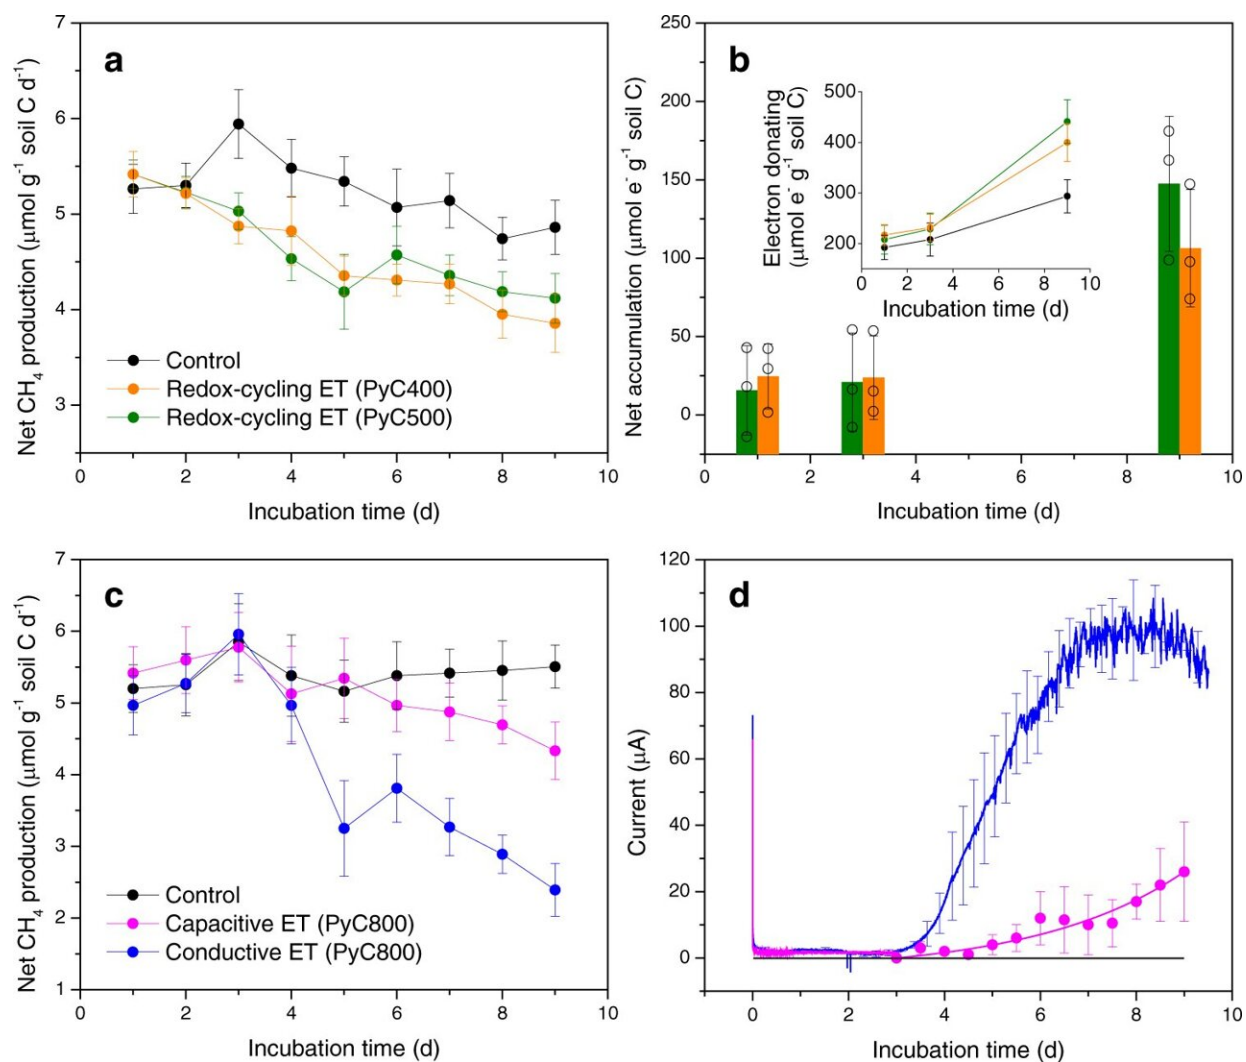 a
Net CH₄ production (μmol g⁻¹ soil C d⁻¹)
7
6
5
4
3
Control
Redox-cycling ET (PyC400)
Redox-cycling ET (PyC500)
0
2
4
6
8
10
Incubation time (d)
b
Net accumulation (μmol e⁻ g⁻¹ soil C)
250
200
150
100
50
0
Electron donating
(μmol e⁻ g⁻¹ soil C)
500
400
300
200
0
2
4
6
8
10
Incubation time (d)
0
2
4
6
8
10
Incubation time (d)
c
Net CH₄ production (μmol g⁻¹ soil C d⁻¹)
7
6
5
4
3
2
1
Control
Capacitive ET (PyC800)
Conductive ET (PyC800)
0
2
4
6
8
10
Incubation time (d)
d
Current (μA)
120
100
80
60
40
20
0
0
2
4
6
8
10
Incubation time (d)